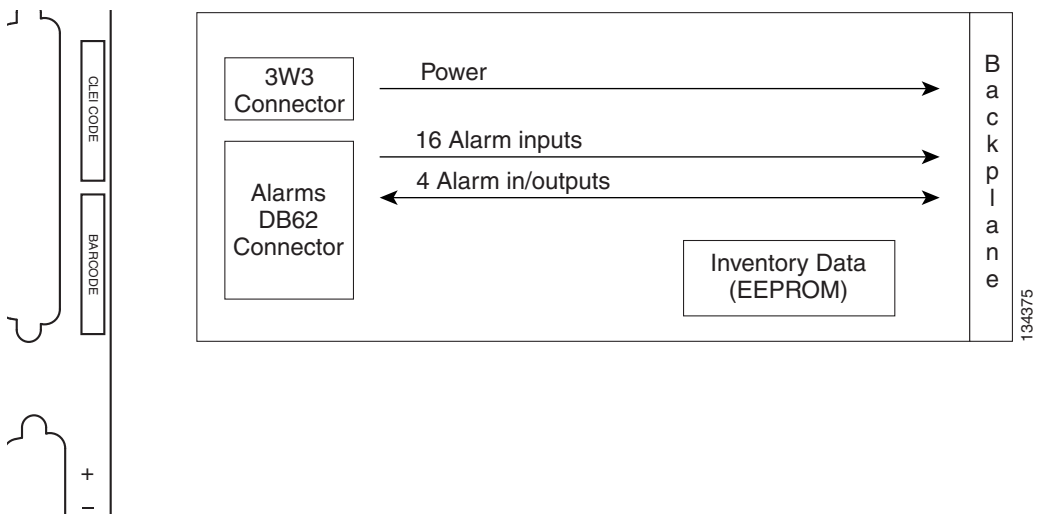 CLEI CODE
BARCODE
+
–
3W3
Connector
Power
16 Alarm inputs
4 Alarm in/outputs
Alarms
DB62
Connector
Inventory Data
(EEPROM)
Backplane
134375